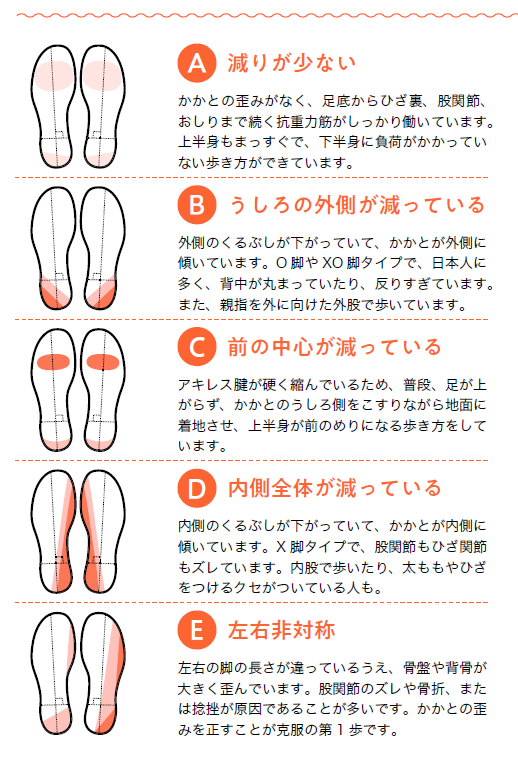 A 減りが少ない
かかとの歪みがなく、足底からひざ裏、股関節、
おしりまで続く抗重力筋がしっかり働いています。
上半身もまっすぐで、下半身に負荷がかかってい
ない歩き方ができています。
B うしろの外側が減っている
外側のくるぶしが下がっていて、かかとが外側に
傾いています。O脚やXO脚タイプで、日本人に
多く、背中が丸まっていたり、反りすぎています。
また、親指を外に向けた外股で歩いています。
C 前の中心が減っている
アキレス腱が硬く縮んでいるため、普段、足が上
がらず、かかとのうしろ側をこすりながら地面に
着地させ、上半身が前のめりになる歩き方をして
います。
D 内側全体が減っている
内側のくるぶしが下がっていて、かかとが内側に
傾いています。X脚タイプで、股関節もひざ関節
もズレています。内股で歩いたり、太ももやひざ
をつけるクセがついている人も。
E 左右非対称
左右の脚の長さが違っているうえ、骨盤や背骨が
大きく歪んでいます。股関節のズレや骨折、また
は捻挫が原因であることが多いです。かかとの歪
みを正すことが克服の第1歩です。